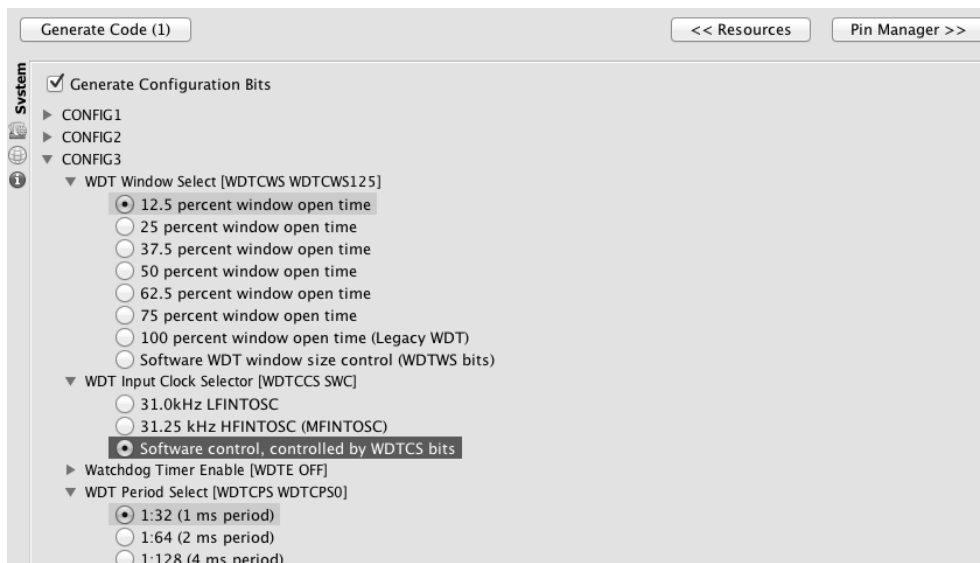 Generate Code (1)
<< Resources
Pin Manager >>
System
Generate Configuration Bits
CONFIG1
CONFIG2
CONFIG3
WDT Window Select [WDTCWS WDTCWS125]
12.5 percent window open time
25 percent window open time
37.5 percent window open time
50 percent window open time
62.5 percent window open time
75 percent window open time
100 percent window open time (Legacy WDT)
Software WDT window size control (WDTWS bits)
WDT Input Clock Selector [WDTCCS SWC]
31.0kHz LFINTOSC
31.25 kHz HFINTOSC (MFINTOSC)
Software control, controlled by WDTCS bits
Watchdog Timer Enable [WDTE OFF]
WDT Period Select [WDTCPS WDTCPS0]
1:32 (1 ms period)
1:64 (2 ms period)
1:128 (4 ms period)